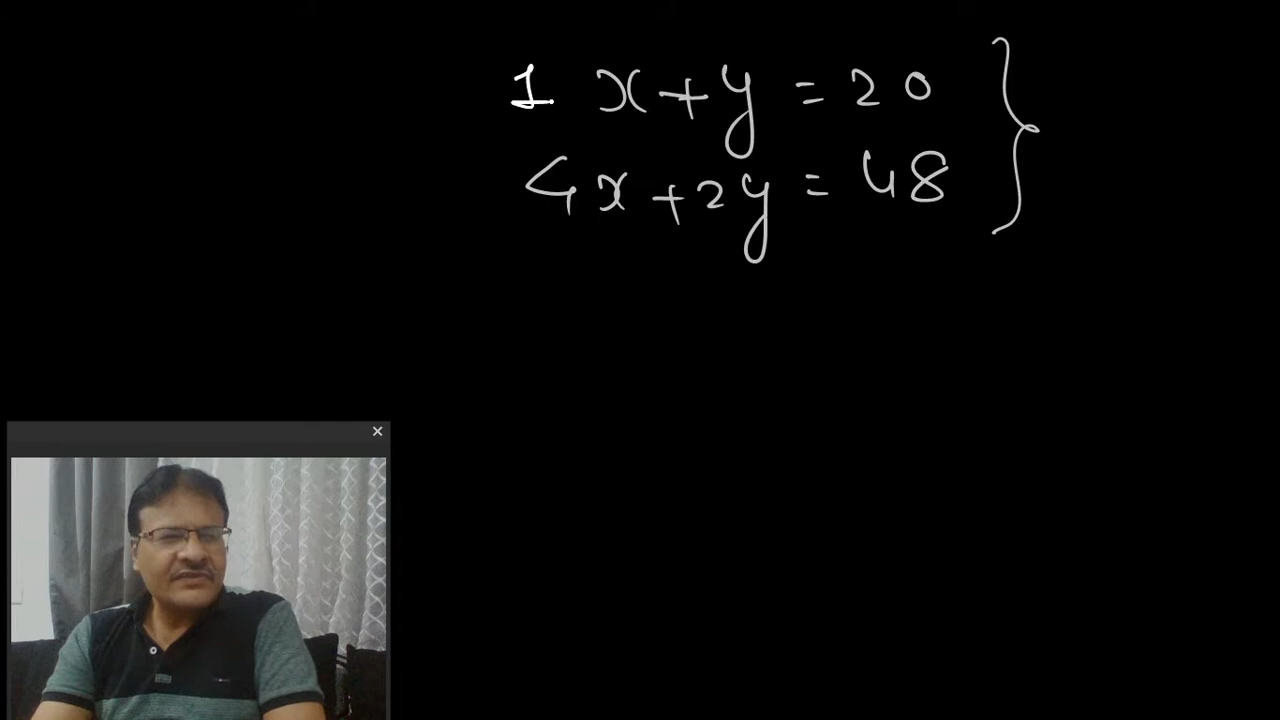 1 x + y = 20
4x + 2y = 48